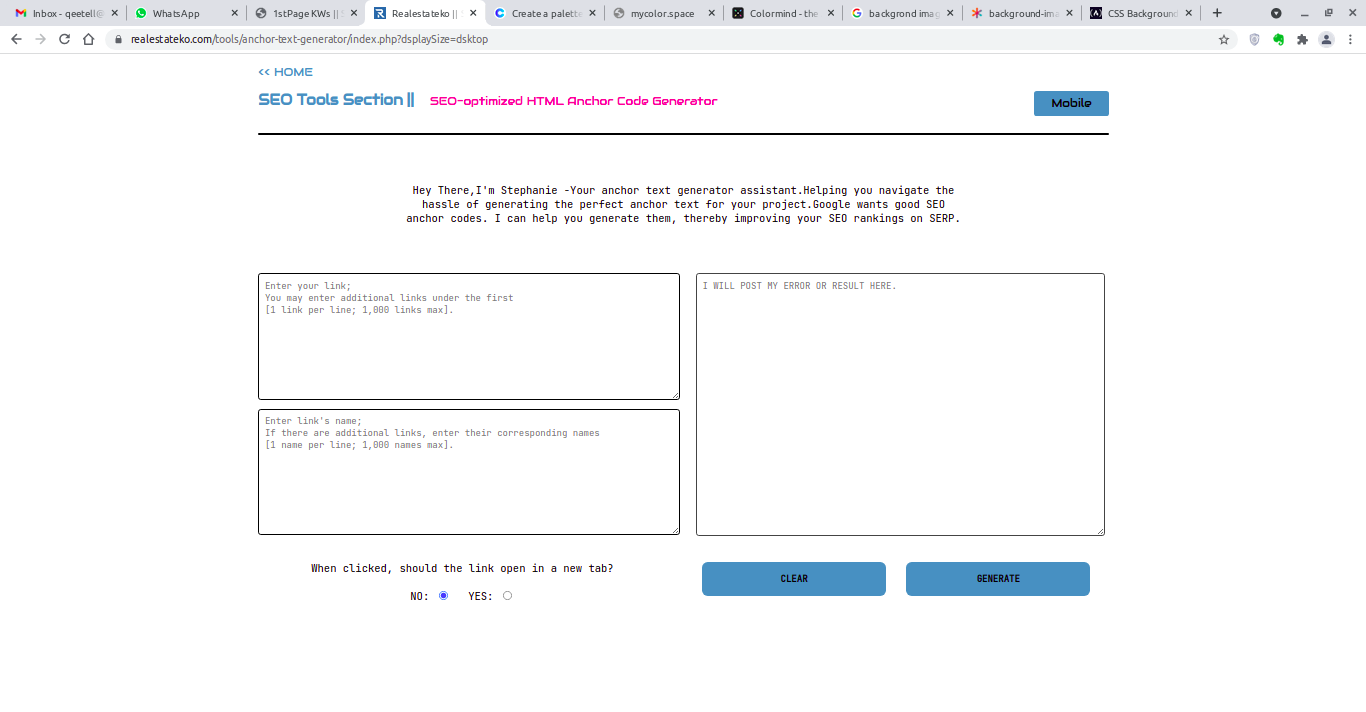 Inbox - qeetell@
WhatsApp
1stPage KWs ||
Realestateko ||
Create a palette
mycolor.space
Colormind - the
backgrond imag
background-ima
CSS Background
realestateko.com/tools/anchor-text-generator/index.php?dsplaySize=dsktop
<< HOME
SEO Tools Section || SEO-optimized HTML Anchor Code Generator
Mobile
Hey There,I'm Stephanie -Your anchor text generator assistant.Helping you navigate the
hassle of generating the perfect anchor text for your project.Google wants good SEO
anchor codes. I can help you generate them, thereby improving your SEO rankings on SERP.
Enter your link;
You may enter additional links under the first
[1 link per line; 1,000 links max].
I WILL POST MY ERROR OR RESULT HERE.
Enter link's name;
If there are additional links, enter their corresponding names
[1 name per line; 1,000 names max].
When clicked, should the link open in a new tab?
NO: YES:
CLEAR
GENERATE